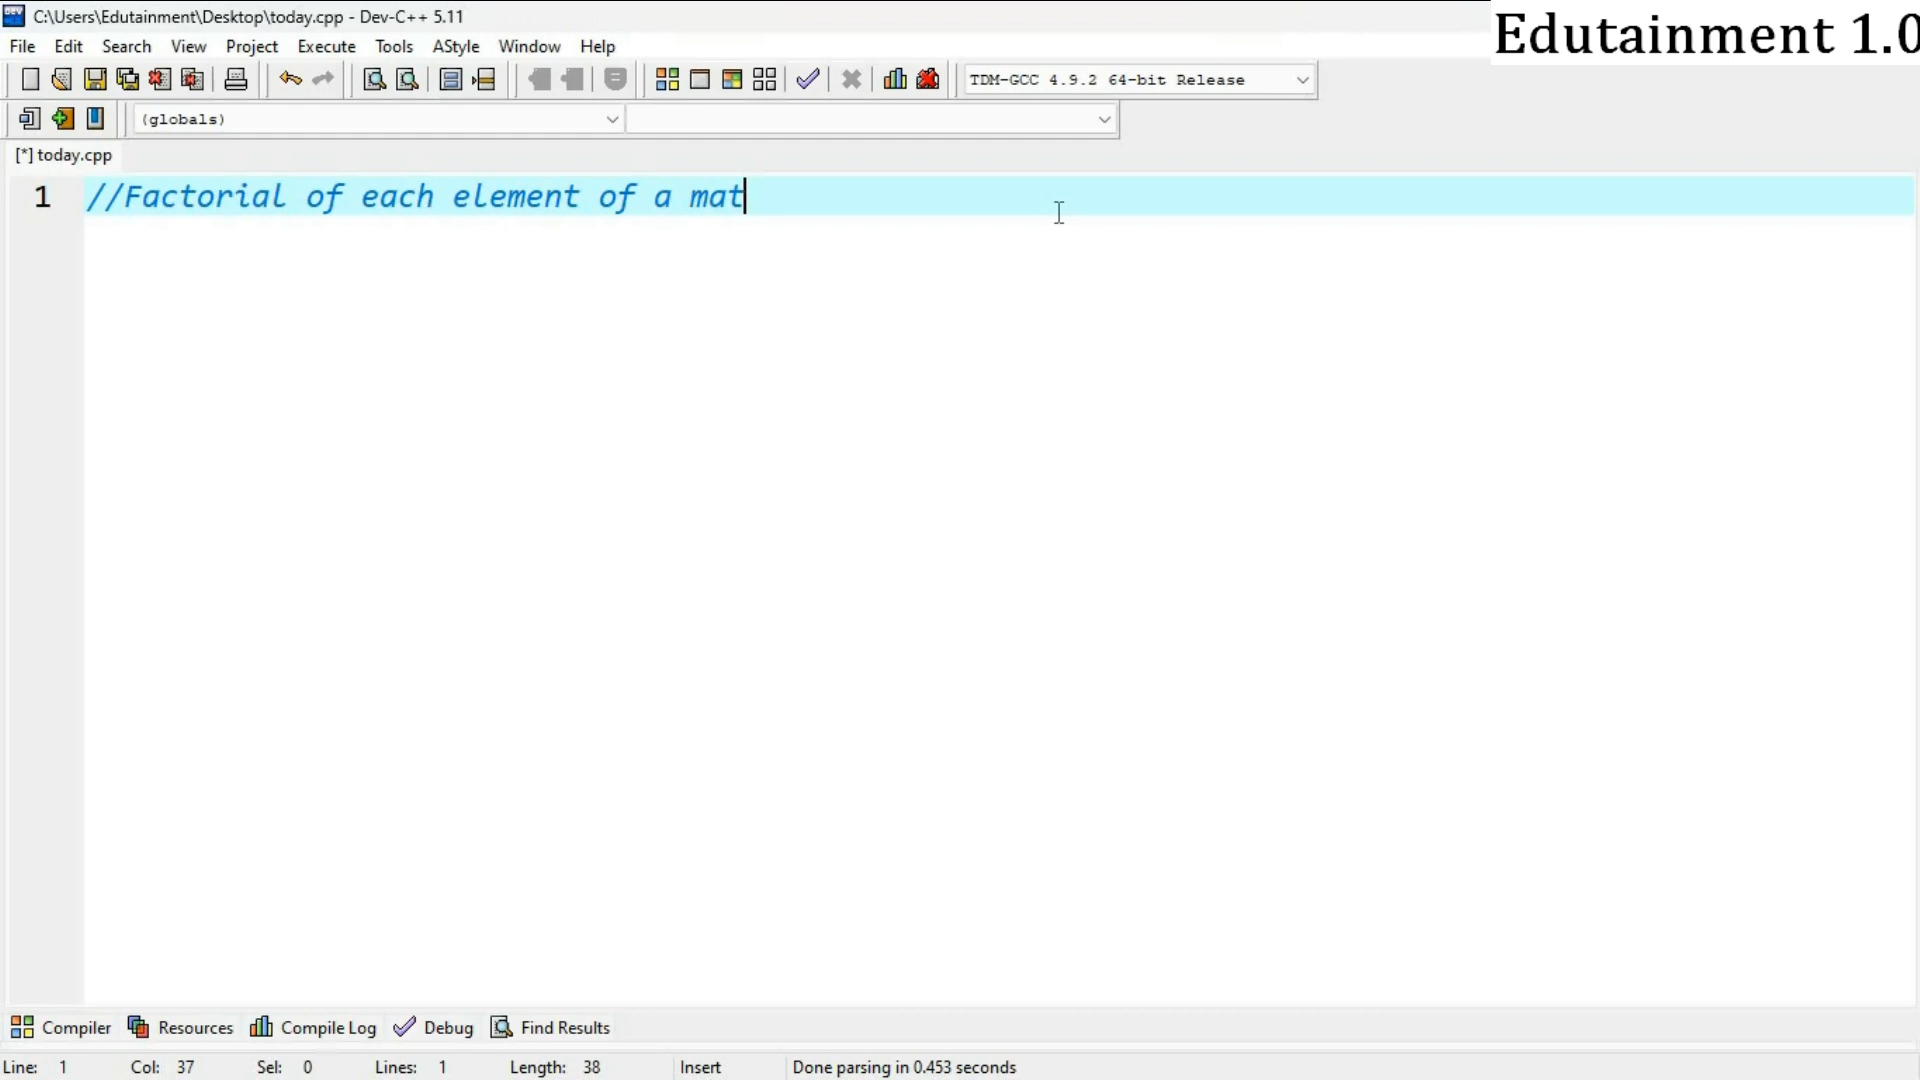 C:\Users\Edutainment\Desktop\today.cpp - Dev-C++ 5.11
Edutainment 1.0
File Edit Search View Project Execute Tools AStyle Window Help
TDM-GCC 4.9.2 64-bit Release
(globals)
[*] today.cpp
1 //Factorial of each element of a mat
Compiler Resources Compile Log Debug Find Results
Line: 1 Col: 37 Sel: 0 Lines: 1 Length: 38 Insert Done parsing in 0.453 seconds